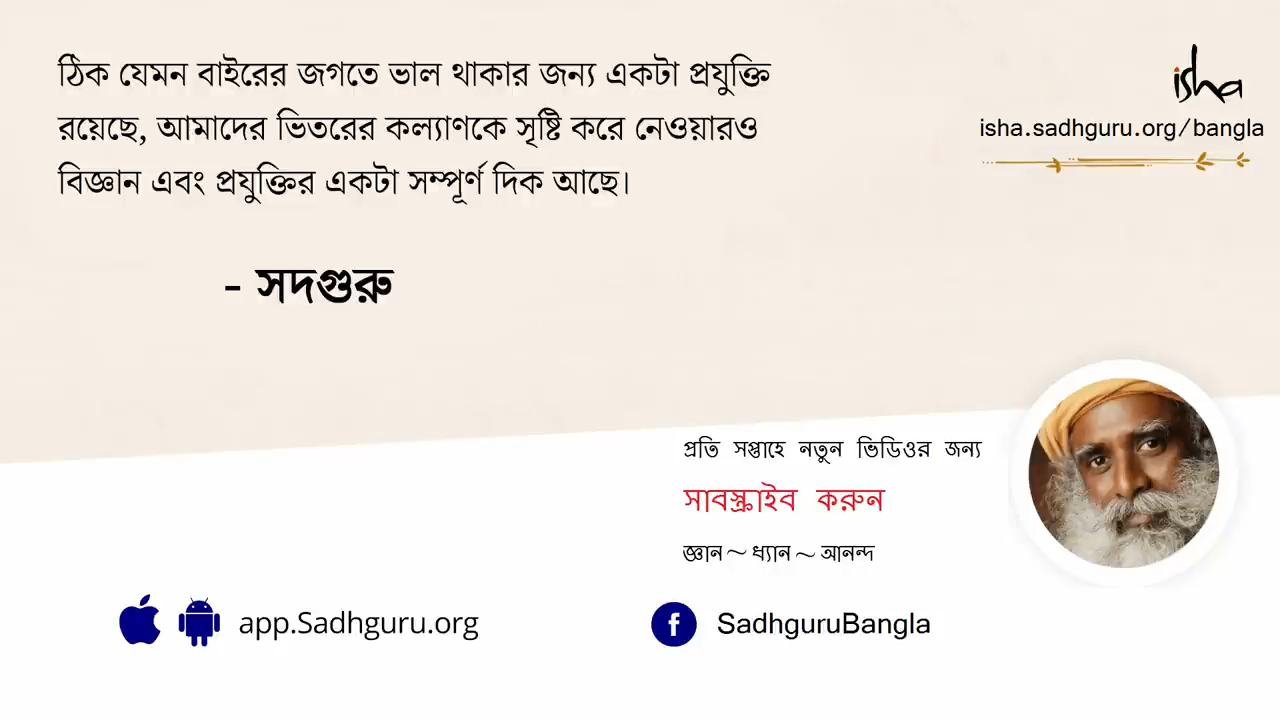 ঠিক যেমন বাইরের জগতে ভাল থাকার জন্য একটা প্রযুক্তি
রয়েছে, আমাদের ভিতরের কল্যাণকে সৃষ্টি করে নেওয়ারও
বিজ্ঞান এবং প্রযুক্তির একটা সম্পূর্ণ দিক আছে।
- সদগুরু
isha
isha.sadhguru.org/bangla
প্রতি সপ্তাহে নতুন ভিডিওর জন্য
সাবস্ক্রাইব করুন
জ্ঞান ~ ধ্যান ~ আনন্দ
app.Sadhguru.org
f SadhguruBangla